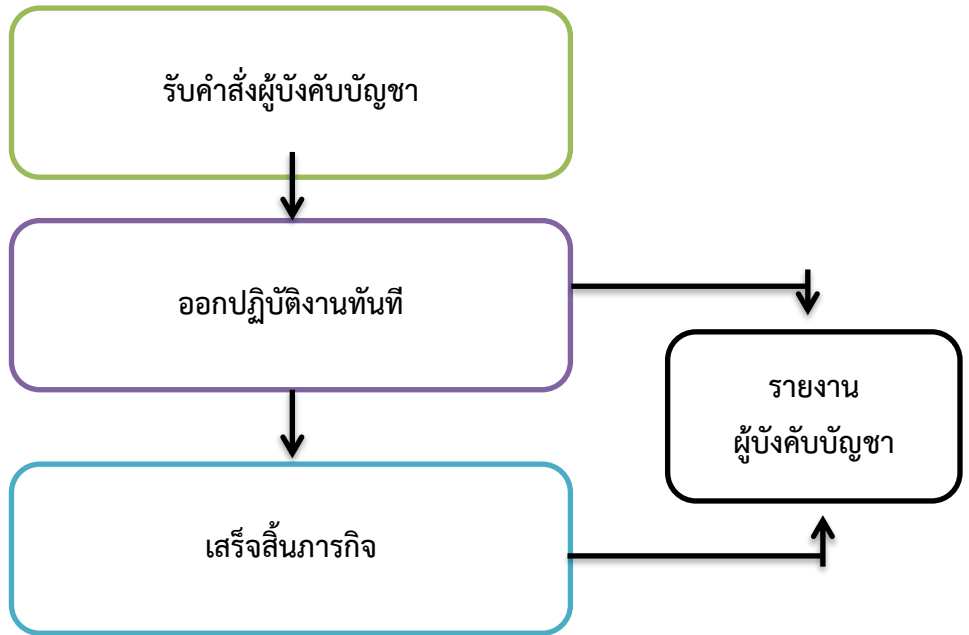 รับคำสั่งผู้บังคับบัญชา
ออกปฏิบัติงานทันที
รายงาน
ผู้บังคับบัญชา
เสร็จสิ้นภารกิจ